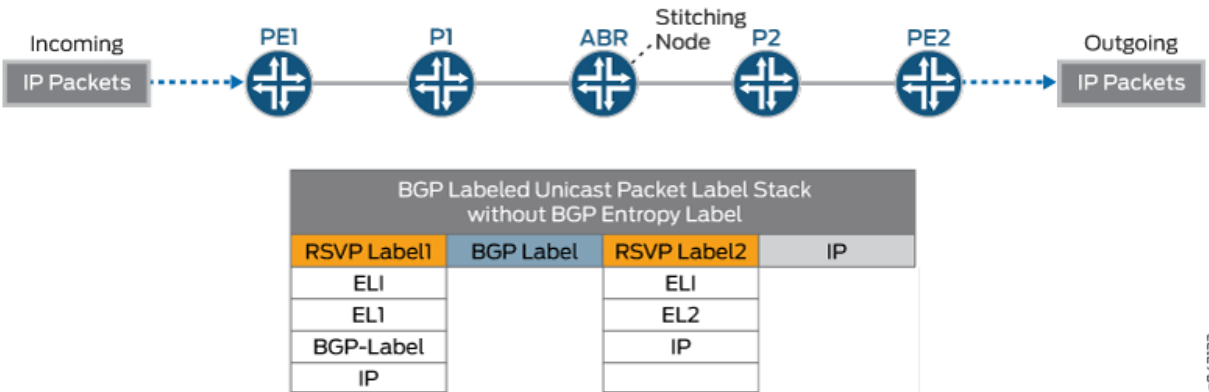 Incoming
IP Packets
PE1
P1
ABR
Stitching
Node
P2
PE2
Outgoing
IP Packets
BGP Labeled Unicast Packet Label Stack
without BGP Entropy Label
RSVP Label1 BGP Label RSVP Label2 IP
ELI ELI
EL1 EL2
BGP-Label IP
IP